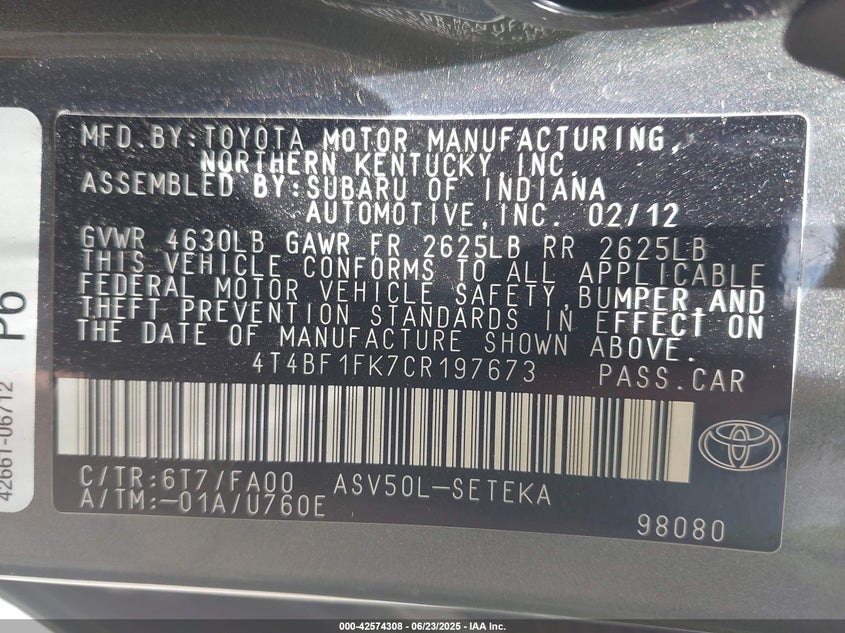 MFD.BY:TOYOTA MOTOR MANUFACTURING,
NORTHERN KENTUCKY,INC.
ASSEMBLED BY:SUBARU OF INDIANA
AUTOMOTIVE,INC. 02/12
GVWR 4630LB GAWR FR 2625LB RR 2625LB
THIS VEHICLE CONFORMS TO ALL APPLICABLE
FEDERAL MOTOR VEHICLE SAFETY,BUMPER,AND
THEFT PREVENTION STANDARDS IN EFFECT ON
THE DATE OF MANUFACTURE SHOWN ABOVE.
4T4BF1FK7CR197673 PASS.CAR
C/TR:6T7/FA00 ASV50L-SETEKA
A/TM:-01A/U760E
98080
P6
42661-06712
000-42574308 | 06/23/2025 | IAA Inc.